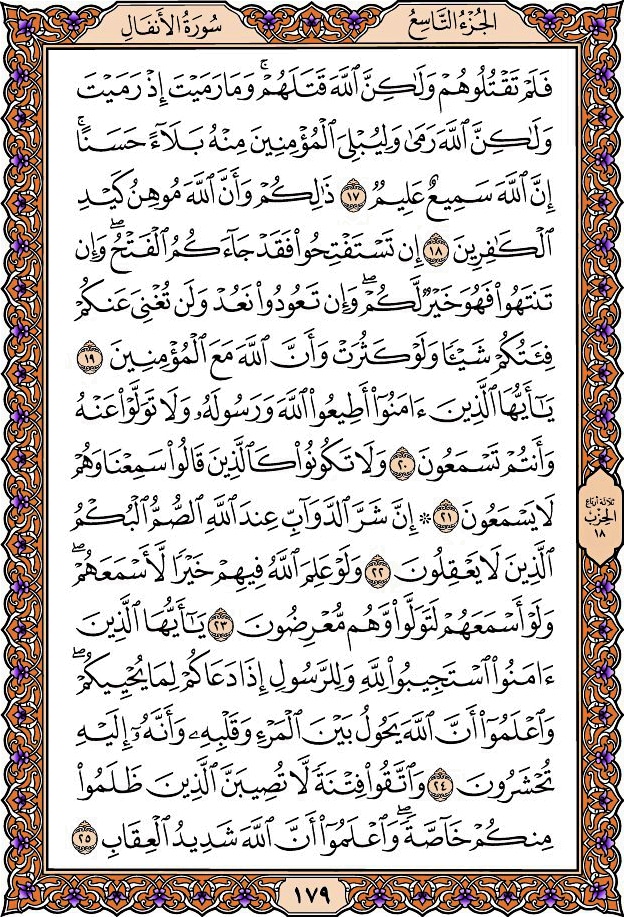 الجُزْءُ التَّاسِعُ
سُورَةُ الأَنفَالِ
فَلَمْ تَقْتُلُوهُمْ وَلَٰكِنَّ ٱللَّهَ قَتَلَهُمْۚ وَمَا رَمَيْتَ إِذْ رَمَيْتَ
وَلَٰكِنَّ ٱللَّهَ رَمَىٰ وَلِيُبْلِيَ ٱلْمُؤْمِنِينَ مِنْهُ بَلَآءً حَسَنًاۚ
إِنَّ ٱللَّهَ سَمِيعٌ عَلِيمٌ ١٧ ذَٰلِكُمْ وَأَنَّ ٱللَّهَ مُوهِنُ كَيْدِ
ٱلْكَٰفِرِينَ ١٨ إِن تَسْتَفْتِحُوا۟ فَقَدْ جَآءَكُمُ ٱلْفَتْحُۖ وَإِن
تَنتَهُوا۟ فَهُوَ خَيْرٌ لَّكُمْۖ وَإِن تَعُودُوا۟ نَعُدْ وَلَن تُغْنِيَ عَنكُمْ
فِئَتُكُمْ شَيْـًٔا وَلَوْ كَثُرَتْ وَأَنَّ ٱللَّهَ مَعَ ٱلْمُؤْمِنِينَ ١٩
يَٰٓأَيُّهَا ٱلَّذِينَ ءَامَنُوٓا۟ أَطِيعُوا۟ ٱللَّهَ وَرَسُولَهُۥ وَلَا تَوَلَّوْا۟ عَنْهُ
وَأَنتُمْ تَسْمَعُونَ ٢٠ وَلَا تَكُونُوا۟ كَٱلَّذِينَ قَالُوا۟ سَمِعْنَا وَهُمْ
لَا يَسْمَعُونَ ٢١ ۞ إِنَّ شَرَّ ٱلدَّوَآبِّ عِندَ ٱللَّهِ ٱلصُّمُّ ٱلْبُكْمُ
ٱلَّذِينَ لَا يَعْقِلُونَ ٢٢ وَلَوْ عَلِمَ ٱللَّهُ فِيهِمْ خَيْرًا لَّأَسْمَعَهُمْۖ
وَلَوْ أَسْمَعَهُمْ لَتَوَلَّوا۟ وَّهُم مُّعْرِضُونَ ٢٣ يَٰٓأَيُّهَا ٱلَّذِينَ
ءَامَنُوا۟ ٱسْتَجِيبُوا۟ لِلَّهِ وَلِلرَّسُولِ إِذَا دَعَاكُمْ لِمَا يُحْيِيكُمْۖ
وَٱعْلَمُوٓا۟ أَنَّ ٱللَّهَ يَحُولُ بَيْنَ ٱلْمَرْءِ وَقَلْبِهِۦ وَأَنَّهُۥٓ إِلَيْهِ
تُحْشَرُونَ ٢٤ وَٱتَّقُوا۟ فِتْنَةً لَّا تُصِيبَنَّ ٱلَّذِينَ ظَلَمُوا۟
مِنكُمْ خَآصَّةًۖ وَٱعْلَمُوٓا۟ أَنَّ ٱللَّهَ شَدِيدُ ٱلْعِقَابِ ٢٥
ثلاثة أرباع
الحِزْب
١٨
١٧٩